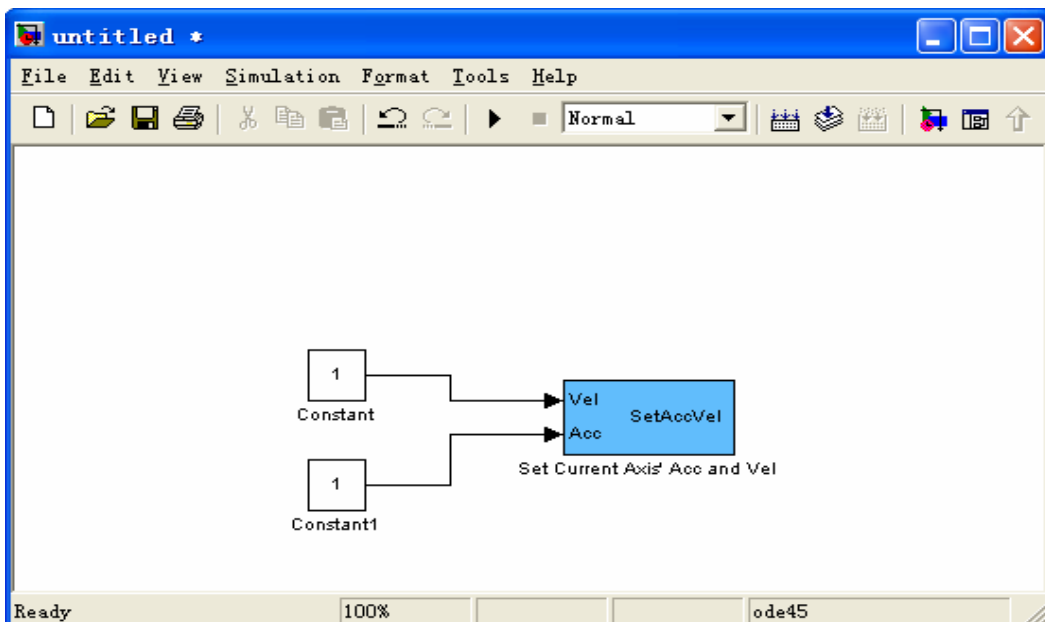 untitled *
File Edit View Simulation Format Tools Help
Normal
1
Constant
Vel
SetAccVel
Acc
Set Current Axis' Acc and Vel
1
Constant1
Ready 100% ode45